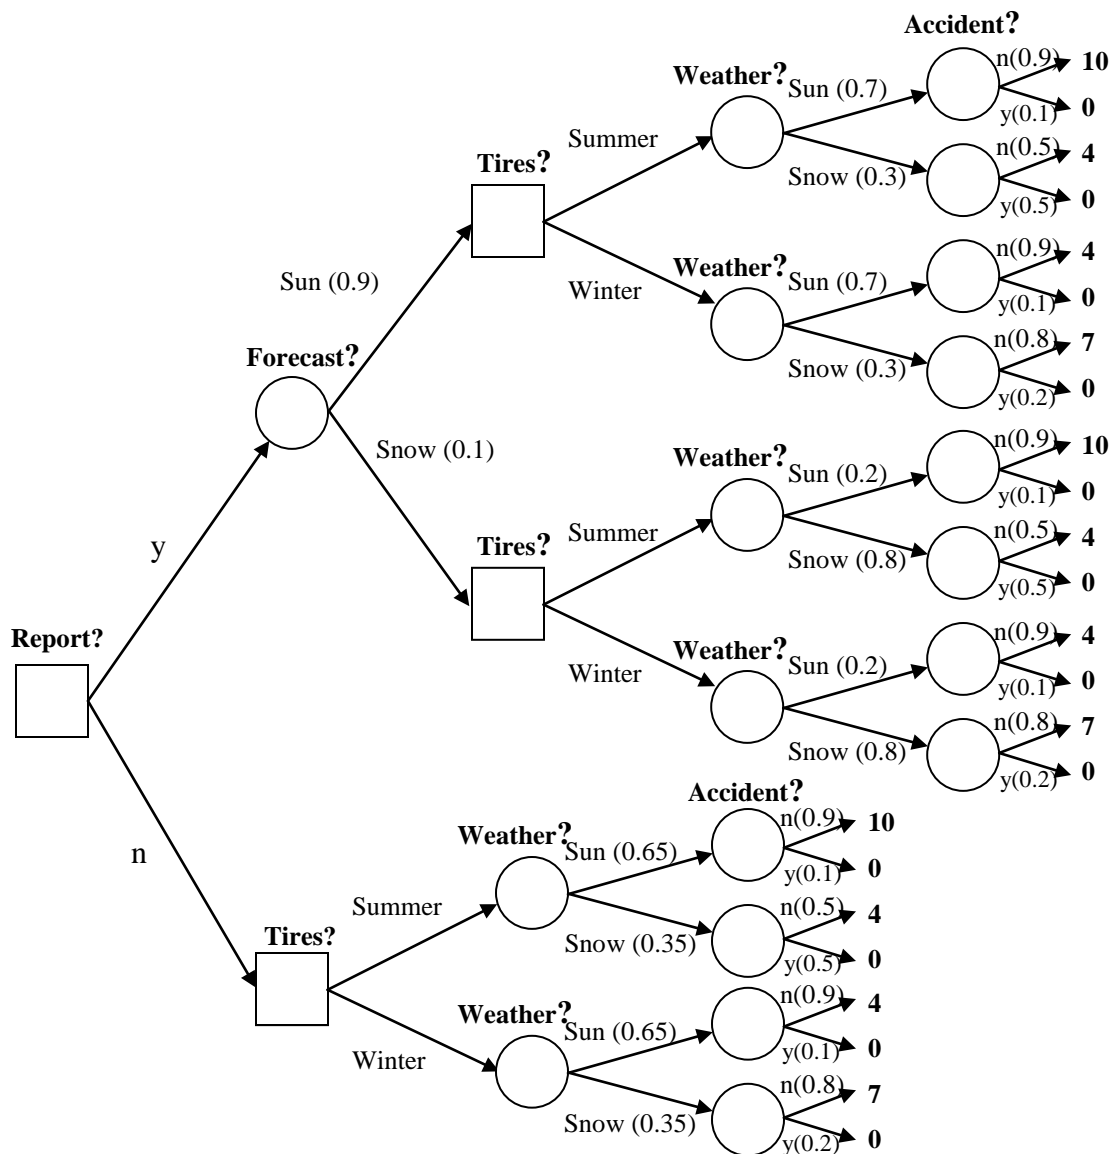 Accident?
n(0.9) 10
Weather?
Sun (0.7)
y(0.1) 0
Summer
n(0.5) 4
Tires?
Snow (0.3)
y(0.5) 0
n(0.9) 4
Weather?
Sun (0.7)
Sun (0.9)
Winter
y(0.1) 0
n(0.8) 7
Forecast?
Snow (0.3)
y(0.2) 0
n(0.9) 10
Snow (0.1)
Weather?
Sun (0.2)
y(0.1) 0
Summer
n(0.5) 4
y
Tires?
Snow (0.8)
y(0.5) 0
Report?
n(0.9) 4
Weather?
Sun (0.2)
Winter
y(0.1) 0
n(0.8) 7
Snow (0.8)
y(0.2) 0
Accident?
n(0.9) 10
Weather?
Sun (0.65)
n
y(0.1) 0
Summer
n(0.5) 4
Tires?
Snow (0.35)
y(0.5) 0
n(0.9) 4
Weather?
Sun (0.65)
Winter
y(0.1) 0
n(0.8) 7
Snow (0.35)
y(0.2) 0